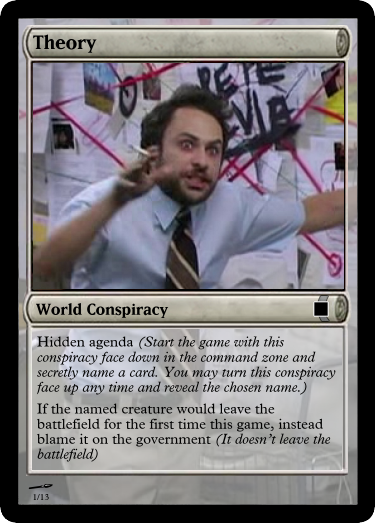 Theory
PEPE
SILVIA
World Conspiracy
Hidden agenda (Start the game with this
conspiracy face down in the command zone and
secretly name a card. You may turn this conspiracy
face up any time and reveal the chosen name.)
If the named creature would leave the
battlefield for the first time this game, instead
blame it on the government (It doesn't leave the
battlefield)
1/13